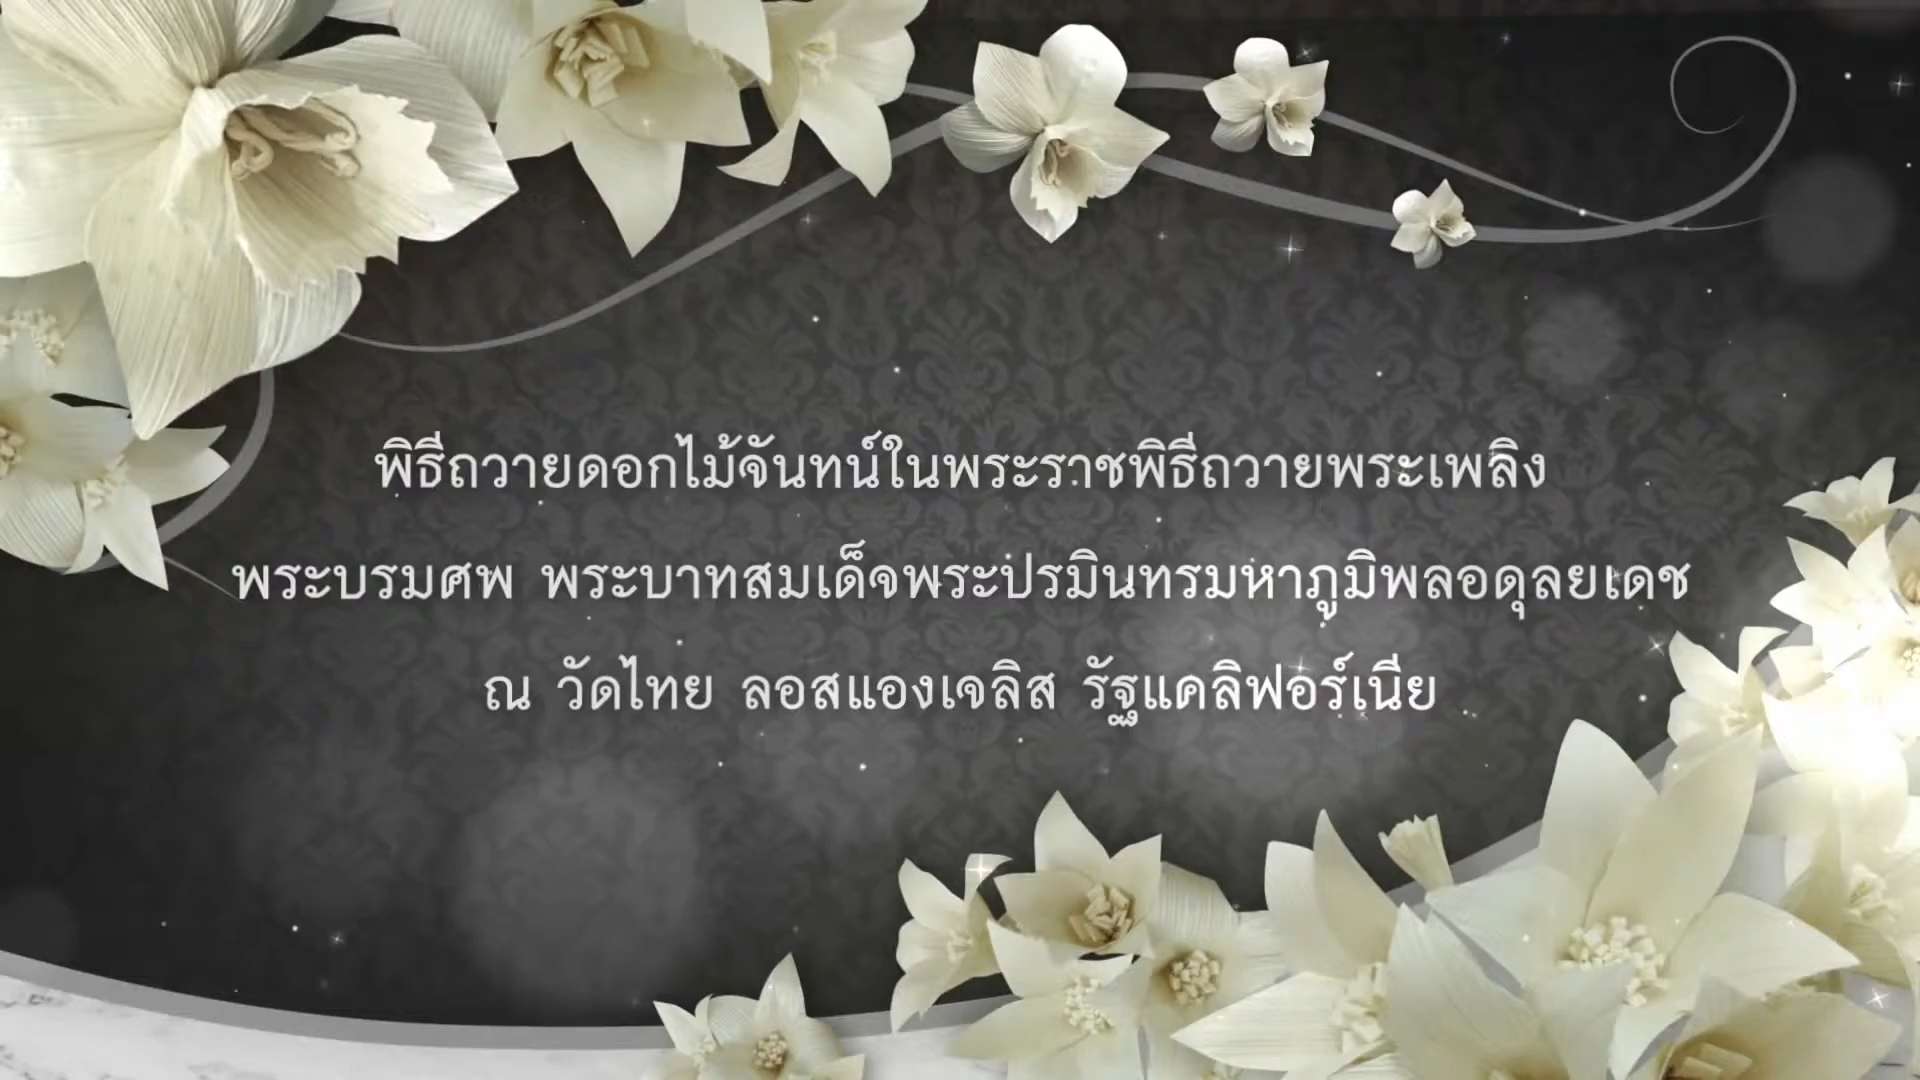 พิธีถวายดอกไม้จันทน์ในพระราชพิธีถวายพระเพลิง
พระบรมศพ พระบาทสมเด็จพระปรมินทรมหาภูมิพลอดุลยเดช
ณ วัดไทย ลอสแองเจลิส รัฐแคลิฟอร์เนีย